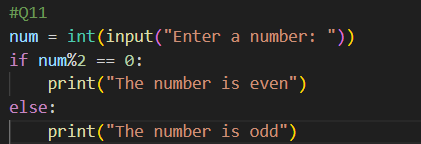 #Q11
num = int(input("Enter a number: "))
if num%2 == 0:
    print("The number is even")
else:
    print("The number is odd")